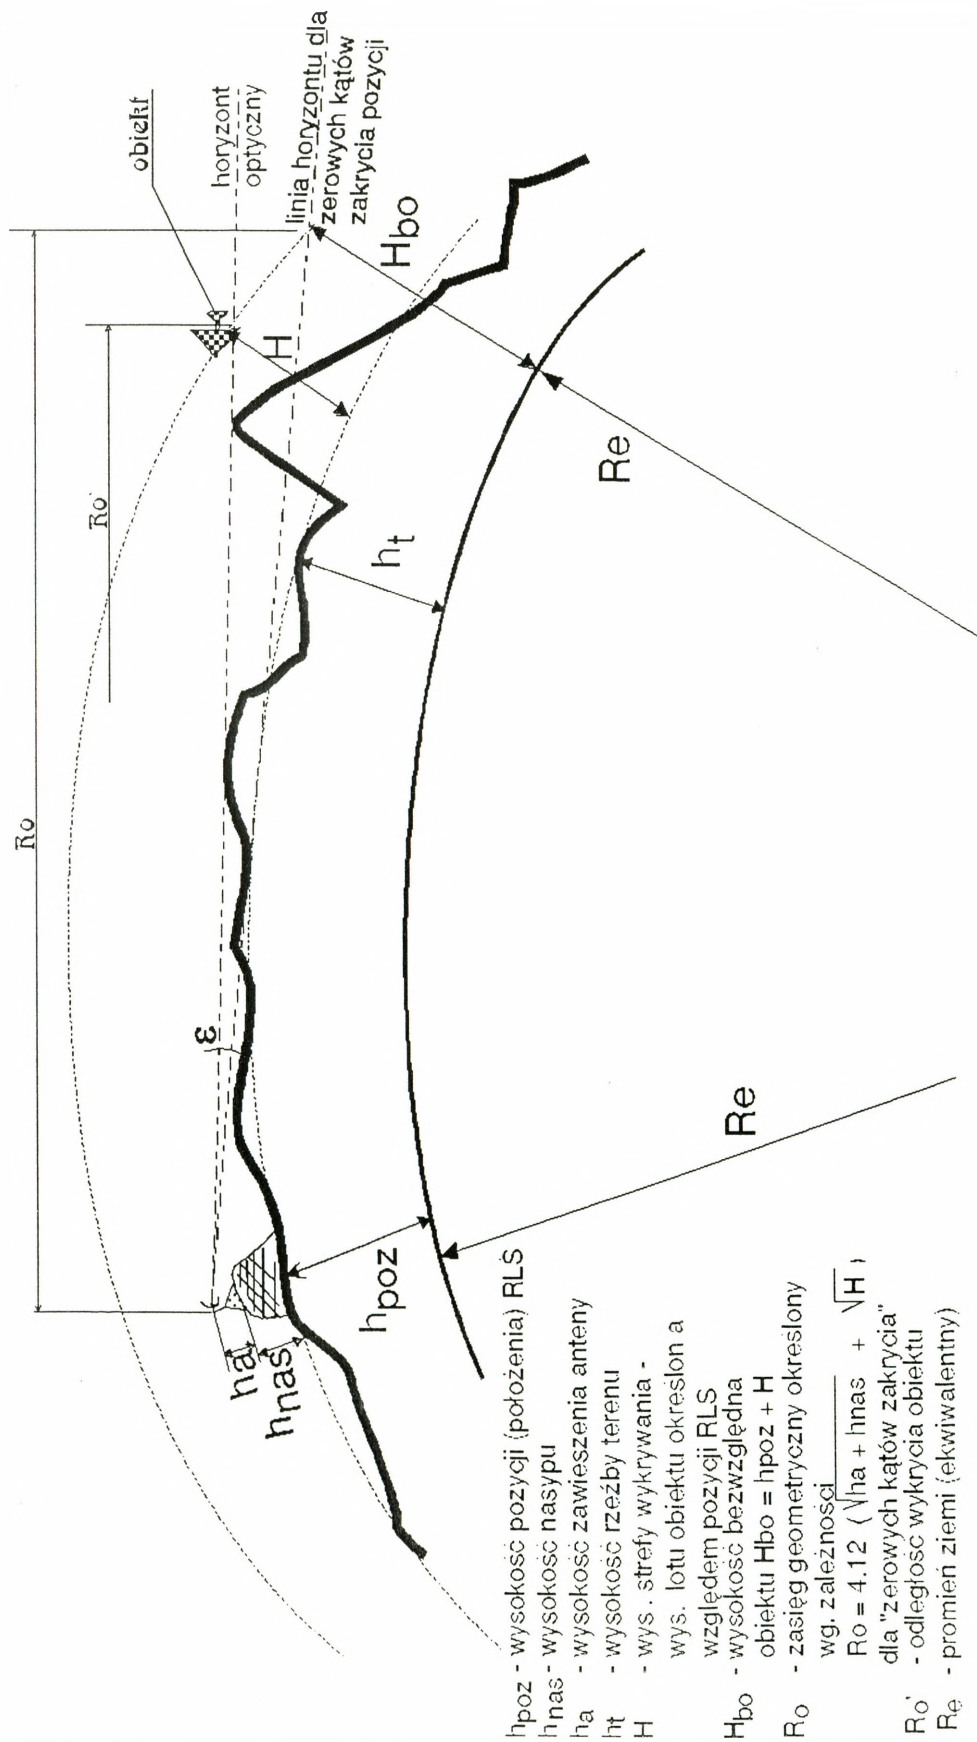 Ro
Ro'
obiekt
horyzont
optyczny
linia horyzontu dla
zerowych kątów
zakrycia pozycji
ε
H
Hbo
ht
Re
ha
hnas
hpoz
Re
hpoz - wysokość pozycji (położenia) RLS
hnas - wysokość nasypu
ha - wysokość zawieszenia anteny
ht - wysokość rzeźby terenu
H - wys. strefy wykrywania -
wys. lotu obiektu określon a
względem pozycji RLS
Hbo - wysokość bezwzględna
obiektu Hbo = hpoz + H
Ro - zasięg geometryczny określony
wg. zależności
Ro = 4.12 ( √ha + hnas + √H )
dla "zerowych kątów zakrycia"
Ro' - odległość wykrycia obiektu
Re - promien ziemi (ekwiwalentny)